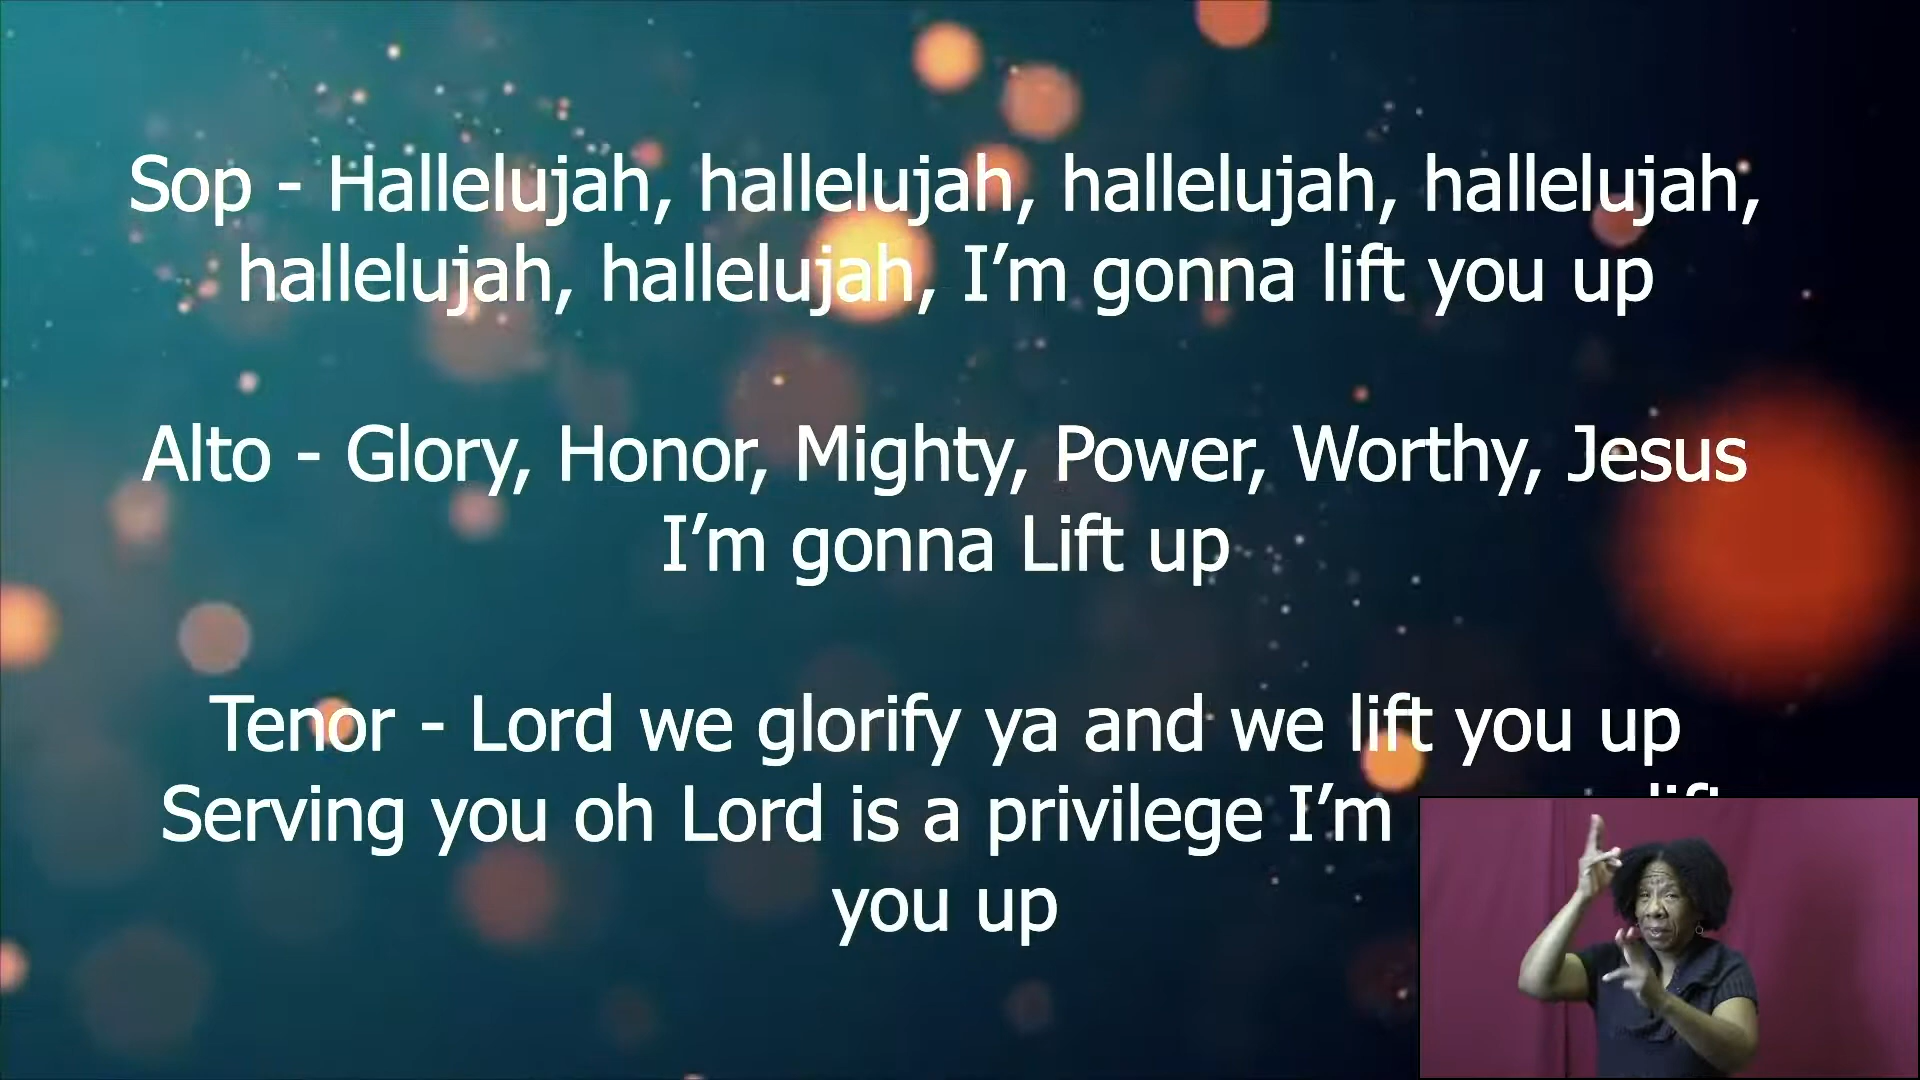 Sop - Hallelujah, hallelujah, hallelujah, hallelujah,
hallelujah, hallelujah, I’m gonna lift you up
Alto - Glory, Honor, Mighty, Power, Worthy, Jesus
I’m gonna Lift up
Tenor - Lord we glorify ya and we lift you up
Serving you oh Lord is a privilege I’m
you up